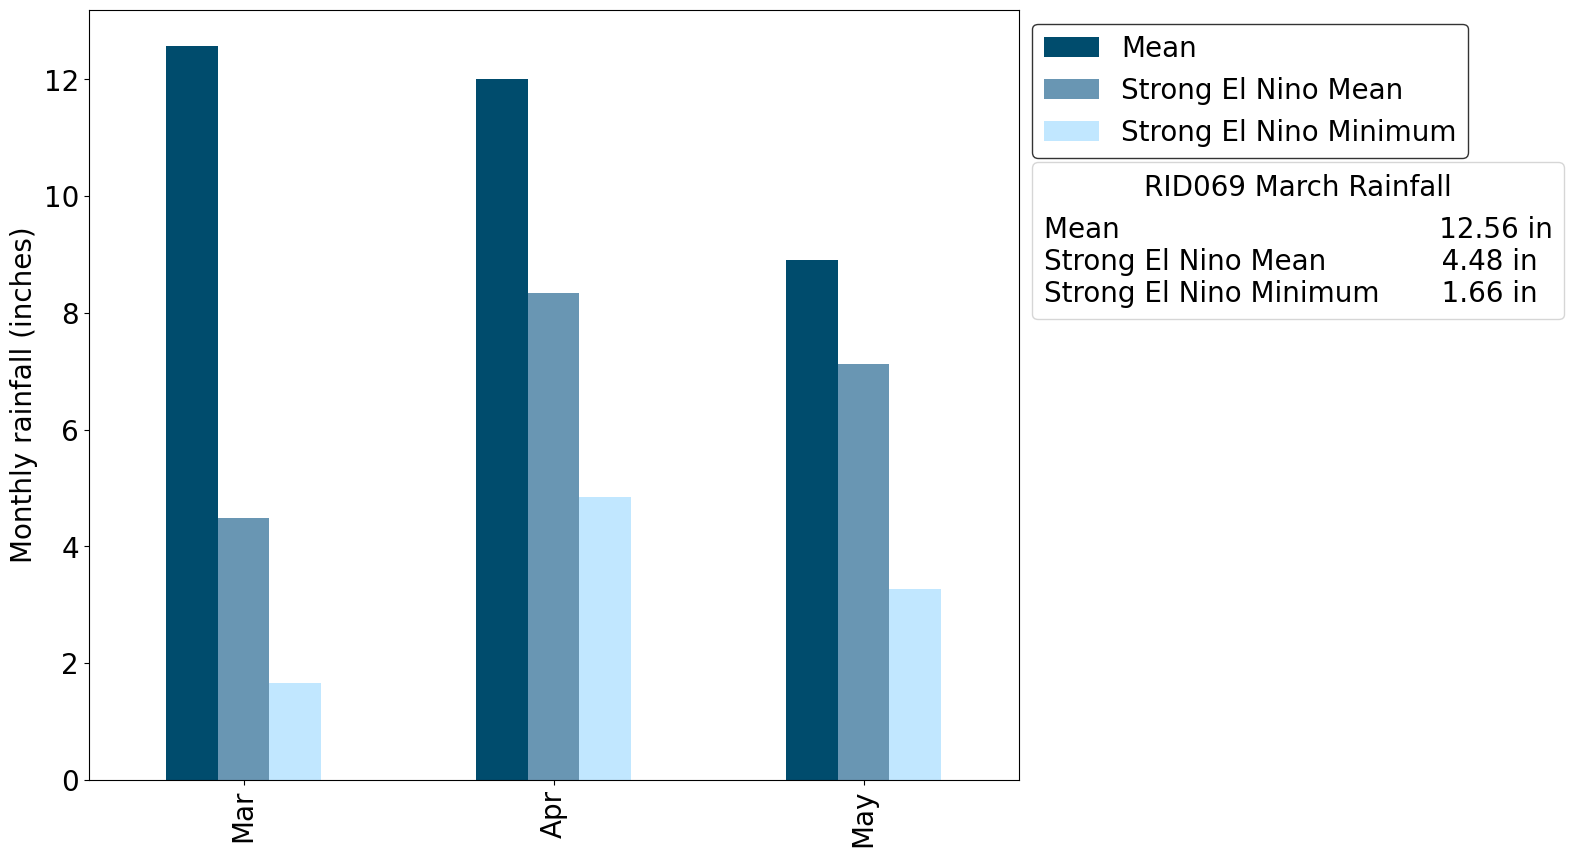 Monthly rainfall (inches)
12
10
8
6
4
2
0
Mar
Apr
May
Mean
Strong El Nino Mean
Strong El Nino Minimum
RID069 March Rainfall
Mean 12.56 in
Strong El Nino Mean 4.48 in
Strong El Nino Minimum 1.66 in